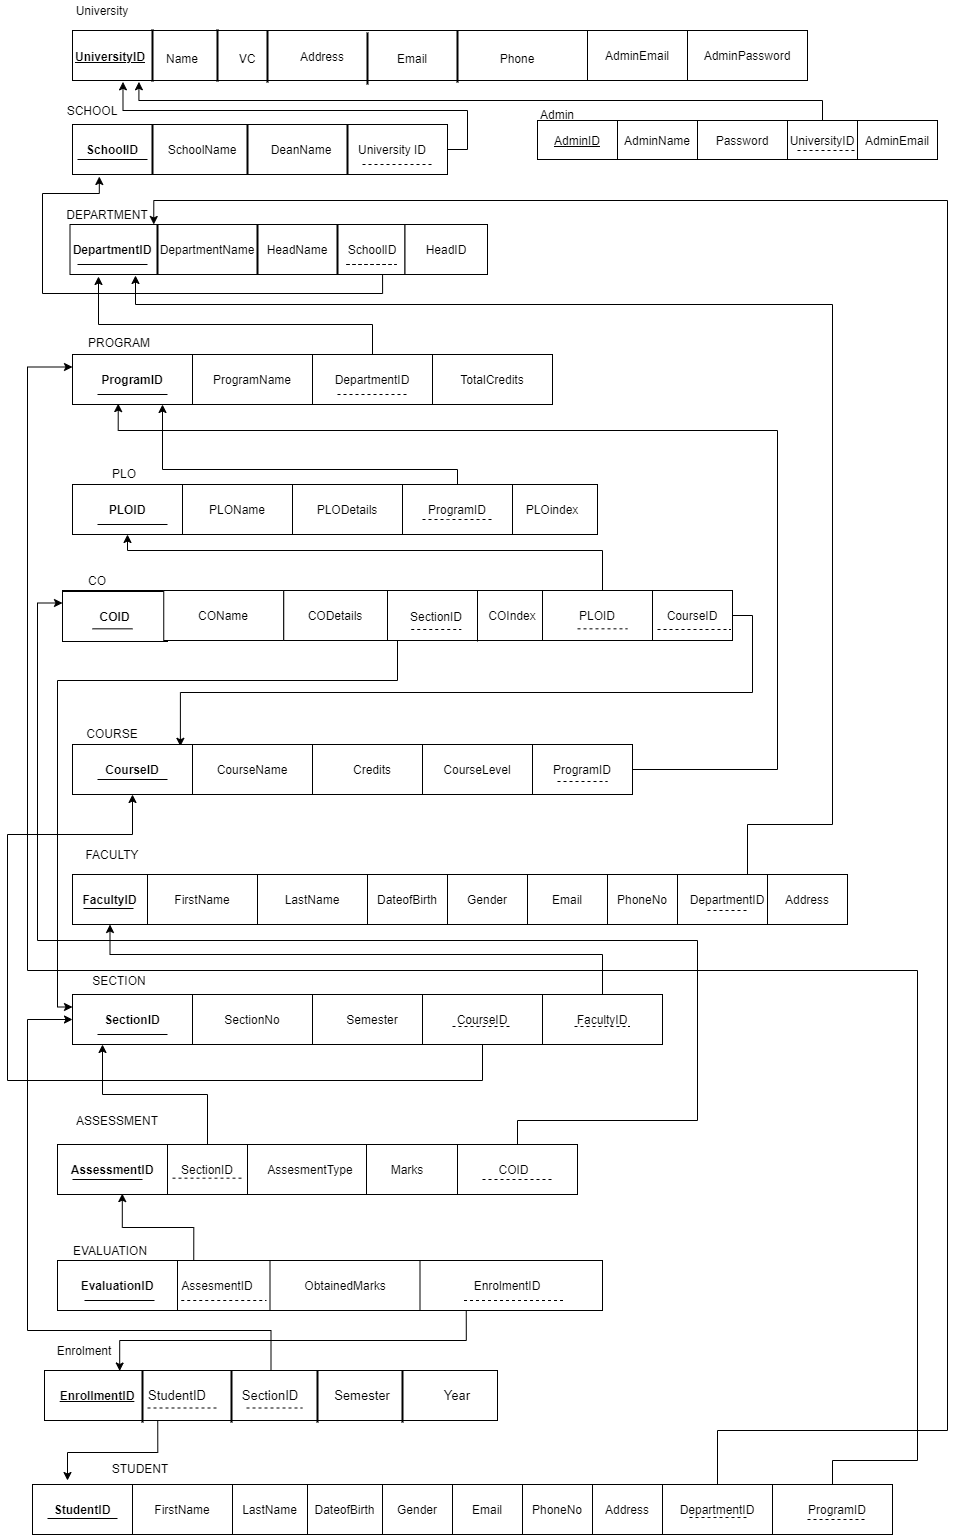 University
UniversityID Name VC Address Email Phone AdminEmail AdminPassword
SCHOOL
Admin
SchoolID SchoolName DeanName University ID
AdminID AdminName Password UniversityID AdminEmail
DEPARTMENT
DepartmentID DepartmentName HeadName SchoolID HeadID
PROGRAM
ProgramID ProgramName DepartmentID TotalCredits
PLO
PLOID PLOName PLODetails ProgramID PLOindex
CO
COID COName CODetails SectionID COIndex PLOID CourseID
COURSE
CourseID CourseName Credits CourseLevel ProgramID
FACULTY
FacultyID FirstName LastName DateofBirth Gender Email PhoneNo DepartmentID Address
SECTION
SectionID SectionNo Semester CourseID FacultyID
ASSESSMENT
AssessmentID SectionID AssesmentType Marks COID
EVALUATION
EvaluationID AssesmentID ObtainedMarks EnrolmentID
Enrolment
EnrollmentID StudentID SectionID Semester Year
STUDENT
StudentID FirstName LastName DateofBirth Gender Email PhoneNo Address DepartmentID ProgramID